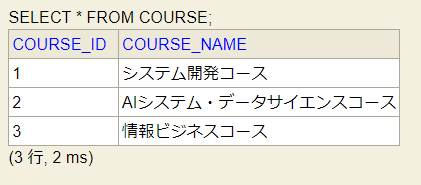 SELECT * FROM COURSE;
COURSE_ID COURSE_NAME
1 システム開発コース
2 AIシステム・データサイエンスコース
3 情報ビジネスコース
(3 行, 2 ms)